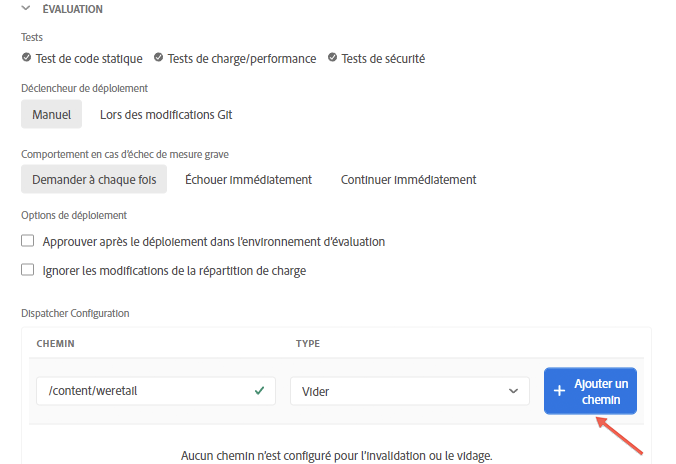 ÉVALUATION
Tests
Test de code statique Tests de charge/performance Tests de sécurité
Déclencheur de déploiement
Manuel Lors des modifications Git
Comportement en cas d'échec de mesure grave
Demander à chaque fois Échouer immédiatement Continuer immédiatement
Options de déploiement
Approuver après le déploiement dans l'environnement d'évaluation
Ignorer les modifications de la répartition de charge
Dispatcher Configuration
CHEMIN TYPE
/content/weretail Vider Ajouter un
chemin
Aucun chemin n'est configuré pour l'invalidation ou le vidage.